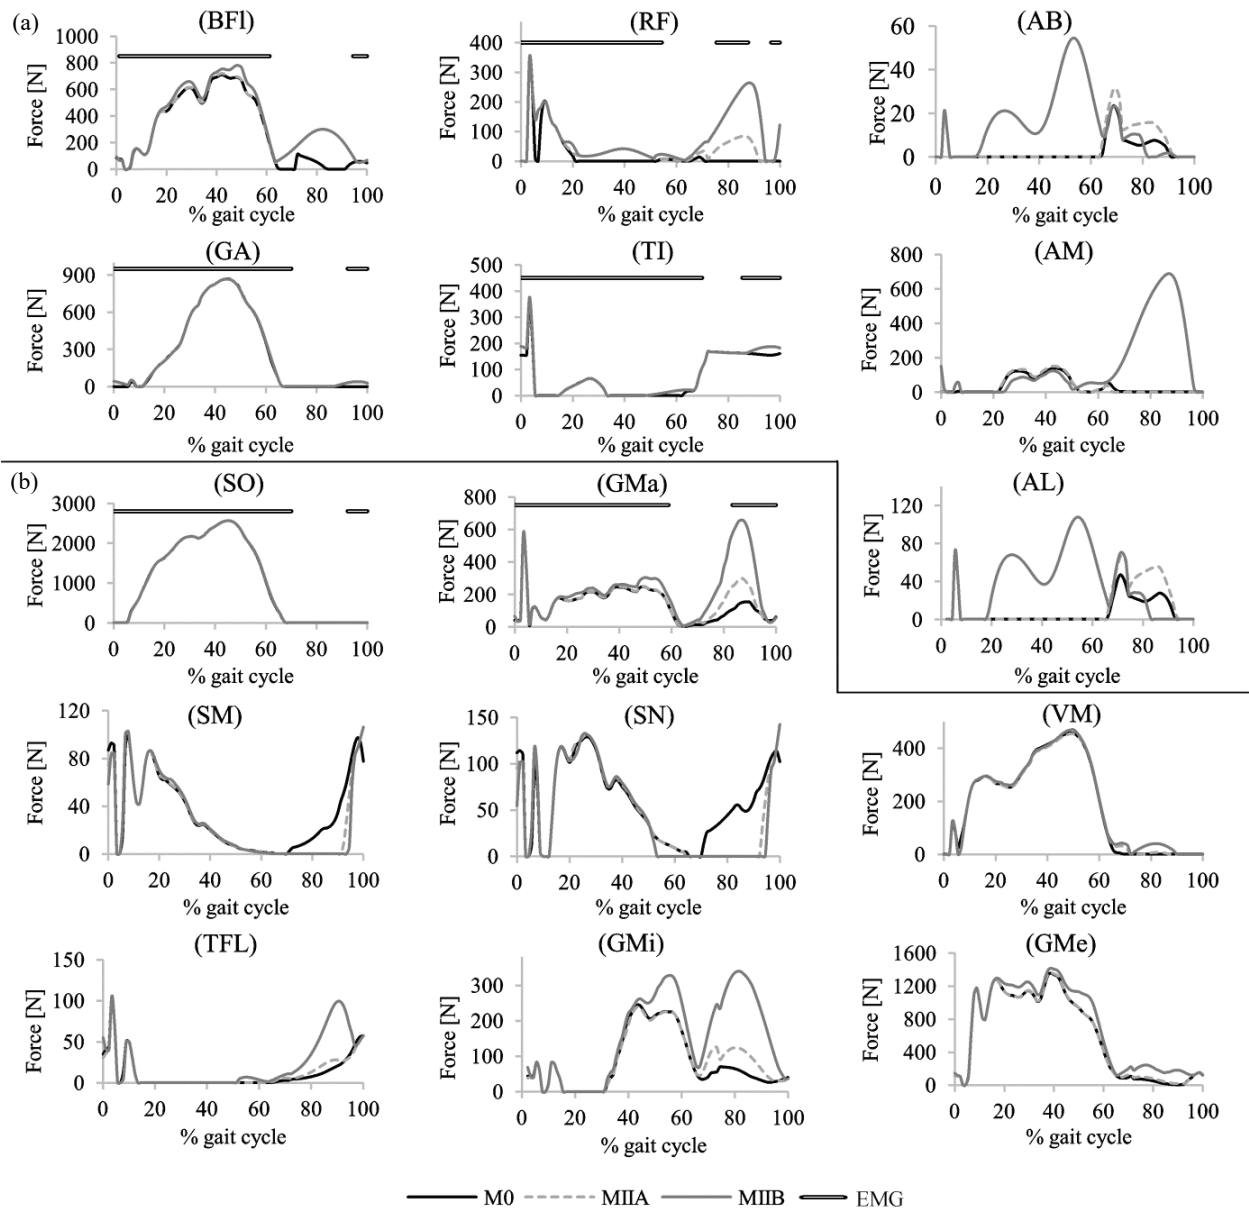 (a)
(BFl)
Force [N]
1000
800
600
400
200
0
0 20 40 60 80 100
% gait cycle
(RF)
Force [N]
400
300
200
100
0
0 20 40 60 80 100
% gait cycle
(AB)
Force [N]
60
40
20
0
0 20 40 60 80 100
% gait cycle
(GA)
Force [N]
900
600
300
0
0 20 40 60 80 100
% gait cycle
(TI)
Force [N]
500
400
300
200
100
0
0 20 40 60 80 100
% gait cycle
(AM)
Force [N]
800
600
400
200
0
0 20 40 60 80 100
% gait cycle
(b)
(SO)
Force [N]
3000
2000
1000
0
0 20 40 60 80 100
% gait cycle
(GMa)
Force [N]
800
600
400
200
0
0 20 40 60 80 100
% gait cycle
(AL)
Force [N]
120
80
40
0
0 20 40 60 80 100
% gait cycle
(SM)
Force [N]
120
80
40
0
0 20 40 60 80 100
% gait cycle
(SN)
Force [N]
150
100
50
0
0 20 40 60 80 100
% gait cycle
(VM)
Force [N]
400
200
0
0 20 40 60 80 100
% gait cycle
(TFL)
Force [N]
150
100
50
0
0 20 40 60 80 100
% gait cycle
(GMi)
Force [N]
300
200
100
0
0 20 40 60 80 100
% gait cycle
(GMe)
Force [N]
1600
1200
800
400
0
0 20 40 60 80 100
% gait cycle
M0 MIIA MIIB EMG